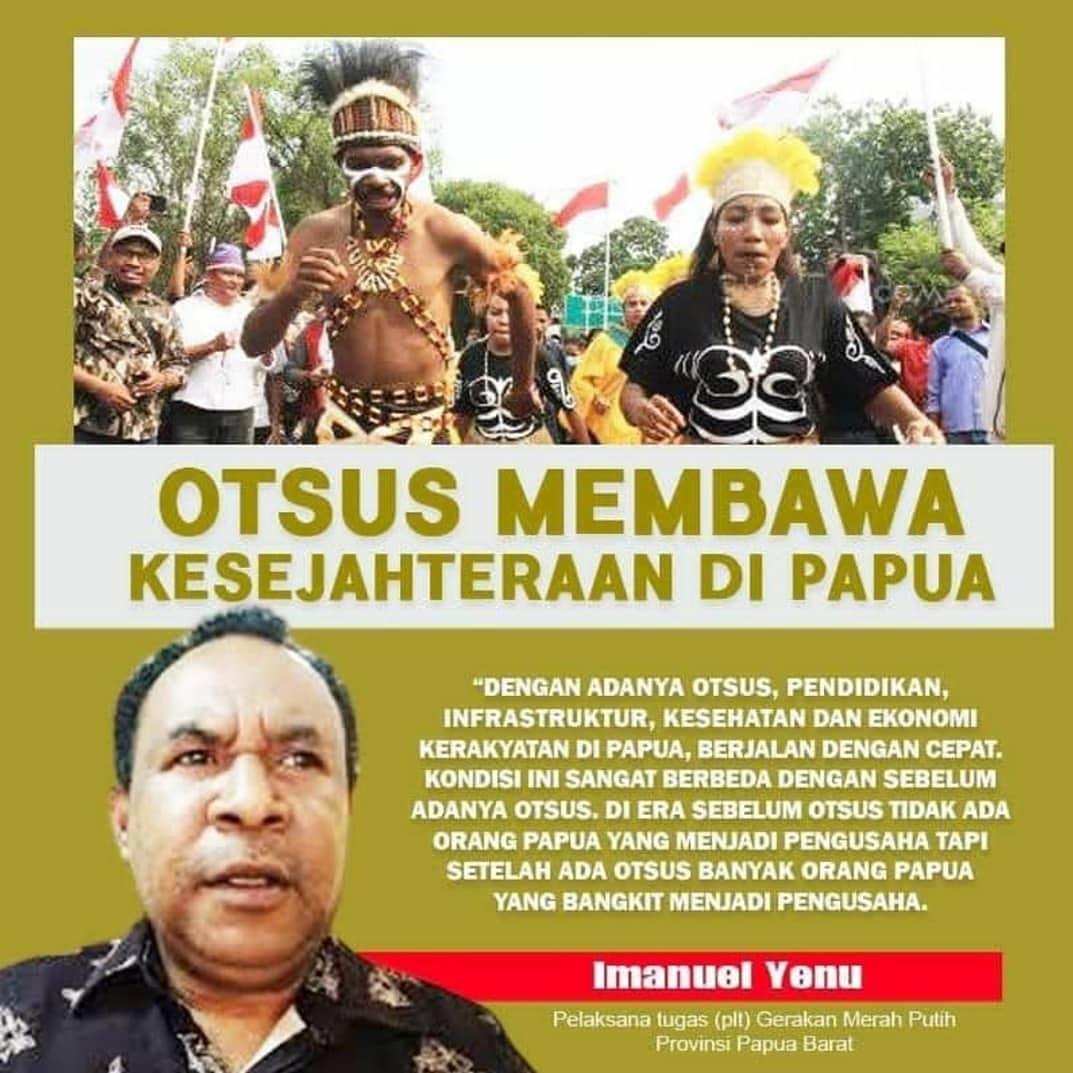 OTSUS MEMBAWA
KESEJAHTERAAN DI PAPUA
“DENGAN ADANYA OTSUS, PENDIDIKAN,
INFRASTRUKTUR, KESEHATAN DAN EKONOMI
KERAKYATAN DI PAPUA, BERJALAN DENGAN CEPAT.
KONDISI INI SANGAT BERBEDA DENGAN SEBELUM
ADANYA OTSUS. DI ERA SEBELUM OTSUS TIDAK ADA
ORANG PAPUA YANG MENJADI PENGUSAHA TAPI
SETELAH ADA OTSUS BANYAK ORANG PAPUA
YANG BANGKIT MENJADI PENGUSAHA.
Imanuel Yenu
Pelaksana tugas (plt) Gerakan Merah Putih
Provinsi Papua Barat